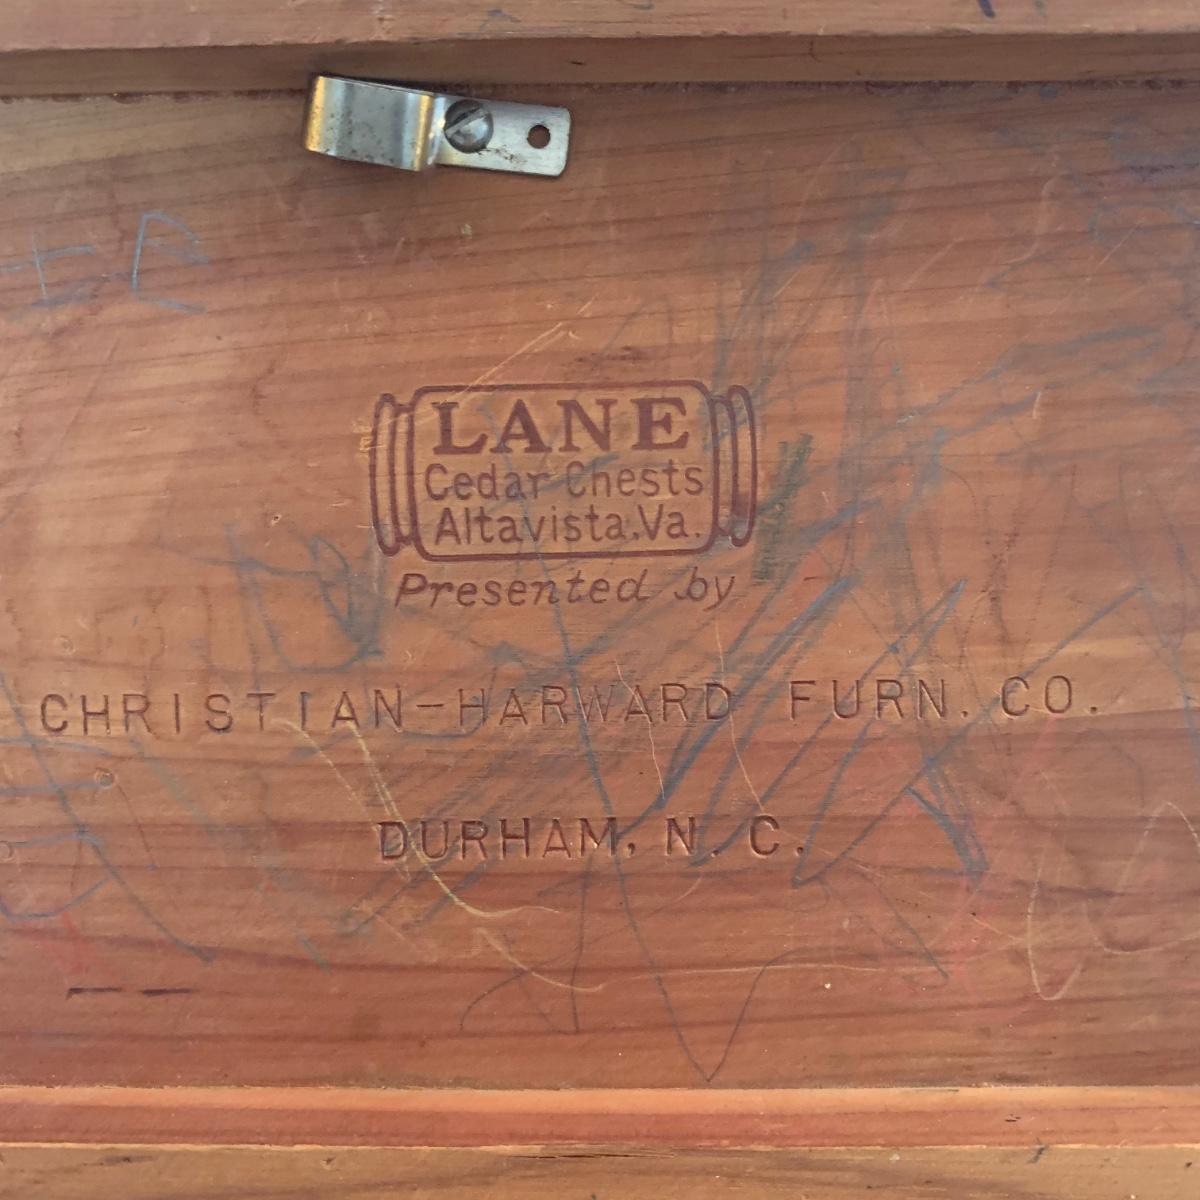 LANE
Cedar Chests
Altavista, Va.
Presented by
CHRISTIAN-HARWARD FURN. CO.
DURHAM, N. C.